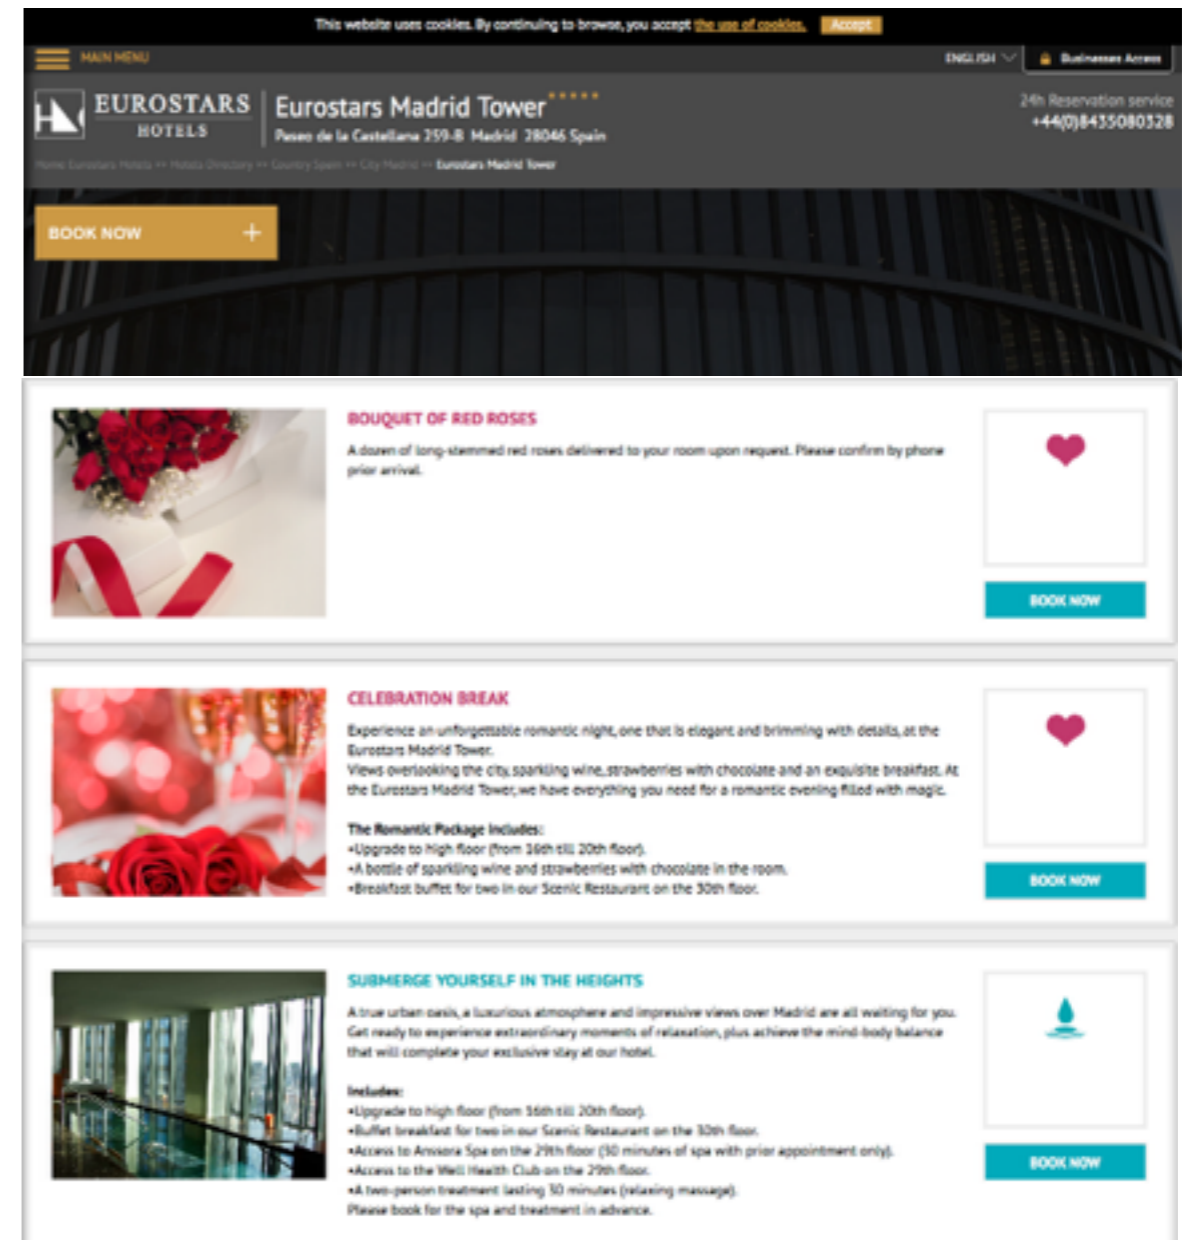 This website uses cookies. By continuing to browse, you accept the use of cookies. Accept
MAIN MENU
ENGLISH
Businesses Access
EUROSTARS
HOTELS
Eurostars Madrid Tower*****
Paseo de la Castellana 259-B Madrid 28046 Spain
24h Reservation service
+44(0)8435080328
Home Eurostars Hotels >> Hotels Directory >> Country Spain >> City Madrid >> Eurostars Madrid Tower
BOOK NOW +
BOUQUET OF RED ROSES
A dozen of long-stemmed red roses delivered to your room upon request. Please confirm by phone
prior arrival.
BOOK NOW
CELEBRATION BREAK
Experience an unforgettable romantic night, one that is elegant and brimming with details, at the
Eurostars Madrid Tower.
Views overlooking the city, sparkling wine, strawberries with chocolate and an exquisite breakfast. At
the Eurostars Madrid Tower, we have everything you need for a romantic evening filled with magic.
The Romantic Package Includes:
•Upgrade to high floor (from 16th till 20th floor).
•A bottle of sparkling wine and strawberries with chocolate in the room.
•Breakfast buffet for two in our Scenic Restaurant on the 30th floor.
BOOK NOW
SUBMERGE YOURSELF IN THE HEIGHTS
A true urban oasis, a luxurious atmosphere and impressive views over Madrid are all waiting for you.
Get ready to experience extraordinary moments of relaxation, plus achieve the mind-body balance
that will complete your exclusive stay at our hotel.
Includes:
•Upgrade to high floor (from 16th till 20th floor).
•Buffet breakfast for two in our Scenic Restaurant on the 30th floor.
•Access to Anssora Spa on the 29th floor (30 minutes of spa with prior appointment only).
•Access to the Well Health Club on the 29th floor.
•A two-person treatment lasting 30 minutes (relaxing massage).
Please book for the spa and treatment in advance.
BOOK NOW